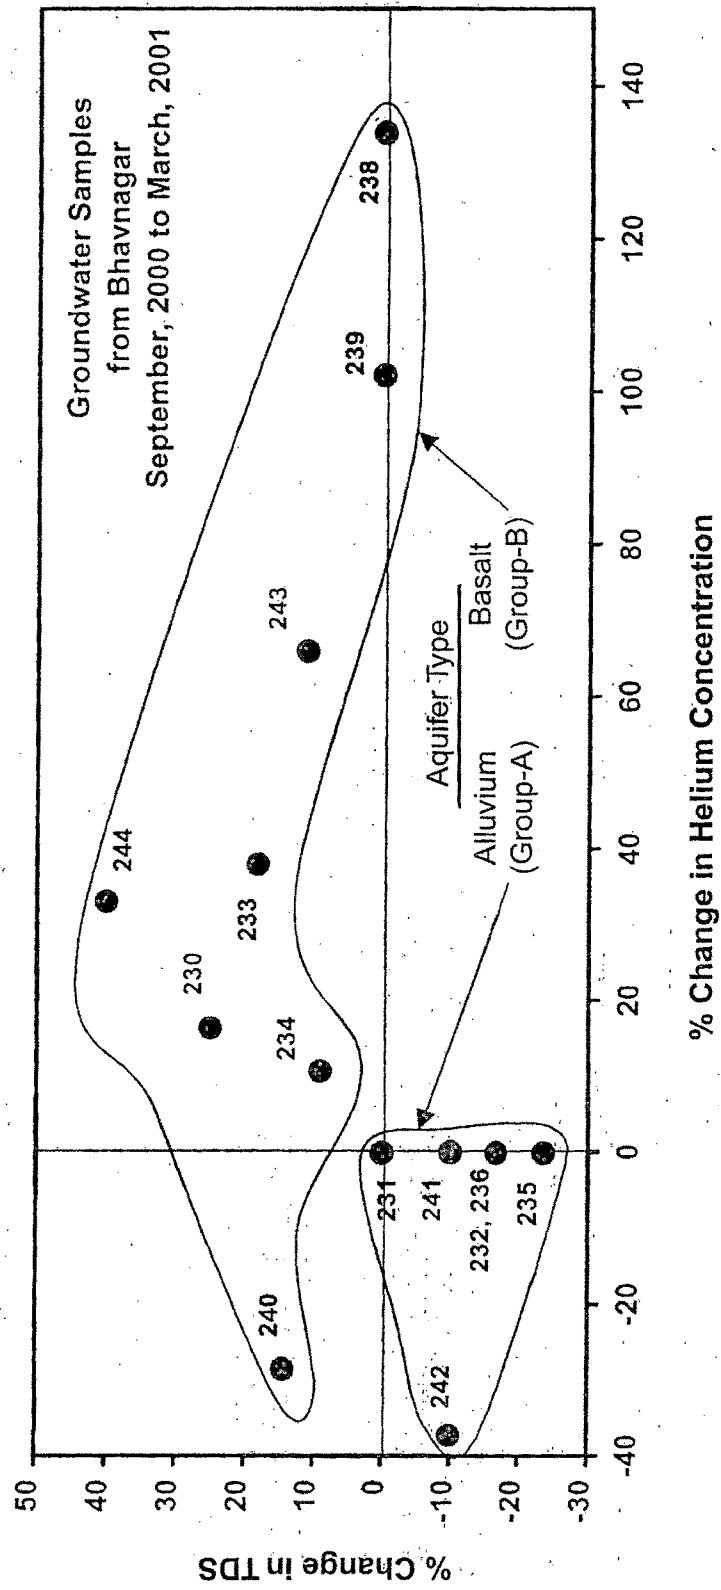 Groundwater Samples
from Bhavnagar
September, 2000 to March, 2001
50
40
30
20
10
0
-10
-20
-30
% Change in TDS
244
230
233
234
243
239
238
240
231
241
232, 236
235
242
Aquifer Type
Alluvium Basalt
(Group-A) (Group-B)
-40 -20 0 20 40 60 80 100 120 140
% Change in Helium Concentration